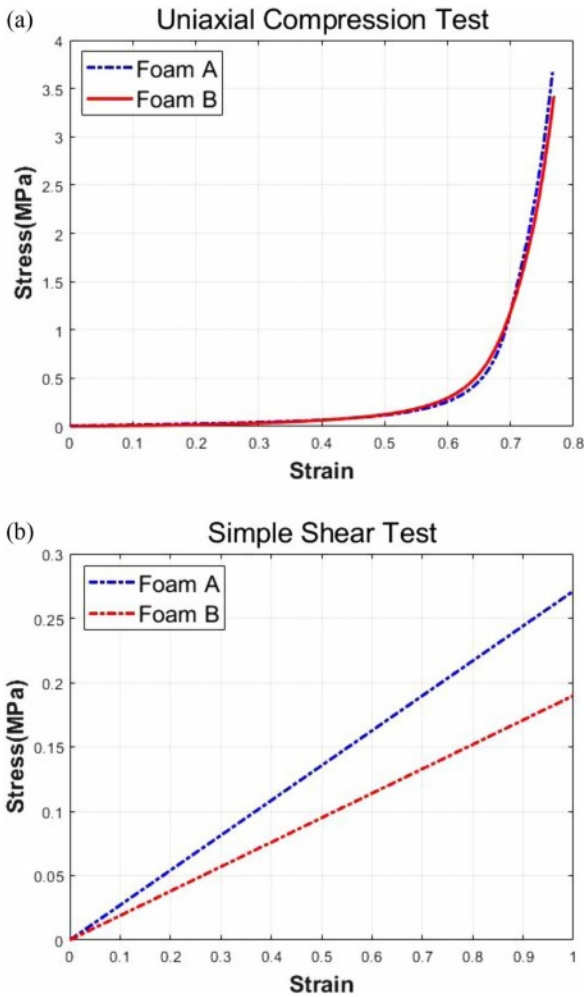 (a)
Uniaxial Compression Test
Foam A
Foam B
4
3.5
3
2.5
2
1.5
1
0.5
0
Stress(MPa)
0 0.1 0.2 0.3 0.4 0.5 0.6 0.7 0.8
Strain
(b)
Simple Shear Test
Foam A
Foam B
0.3
0.25
0.2
0.15
0.1
0.05
0
Stress(MPa)
0 0.1 0.2 0.3 0.4 0.5 0.6 0.7 0.8 0.9 1
Strain